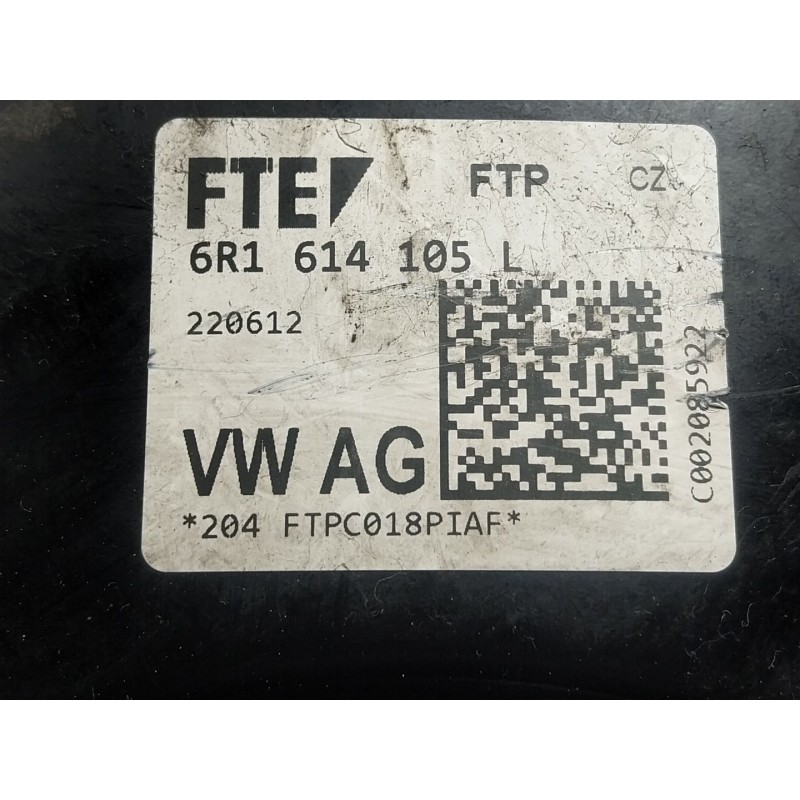 FTE FTP CZ
6R1 614 105 L
220612
VW AG
*204 FTPC018PIAF*
C002085922